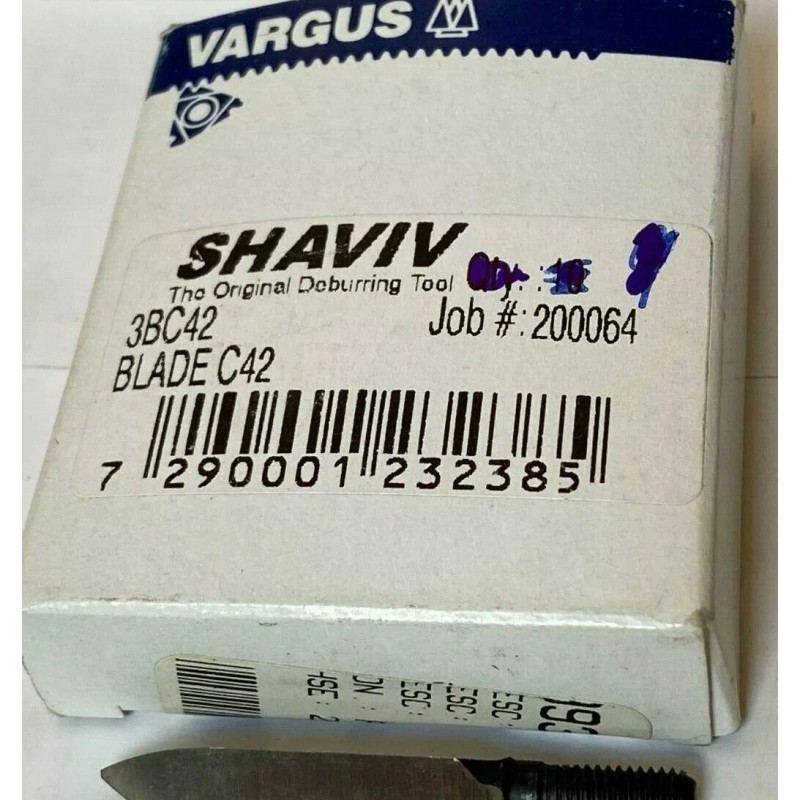 VARGUS
SHAVIV
The Original Deburring Tool
3BC42
Job #: 200064
BLADE C42
7 290001 232385